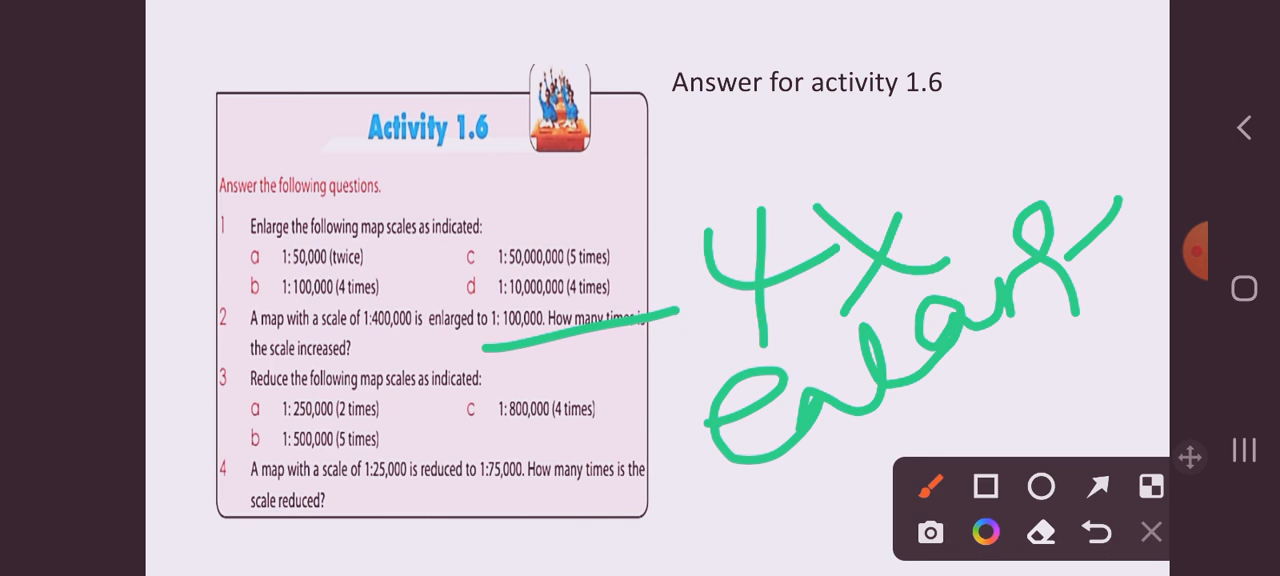 Answer for activity 1.6
Activity 1.6
Answer the following questions.
1 Enlarge the following map scales as indicated:
a 1:50,000 (twice) c 1:50,000,000 (5 times)
b 1:100,000 (4 times) d 1:10,000,000 (4 times)
2 A map with a scale of 1:400,000 is enlarged to 1: 100,000. How many times is
the scale increased?
3 Reduce the following map scales as indicated:
a 1:250,000 (2 times) c 1:800,000 (4 times)
b 1:500,000 (5 times)
4 A map with a scale of 1:25,000 is reduced to 1:75,000. How many times is the
scale reduced?
4X